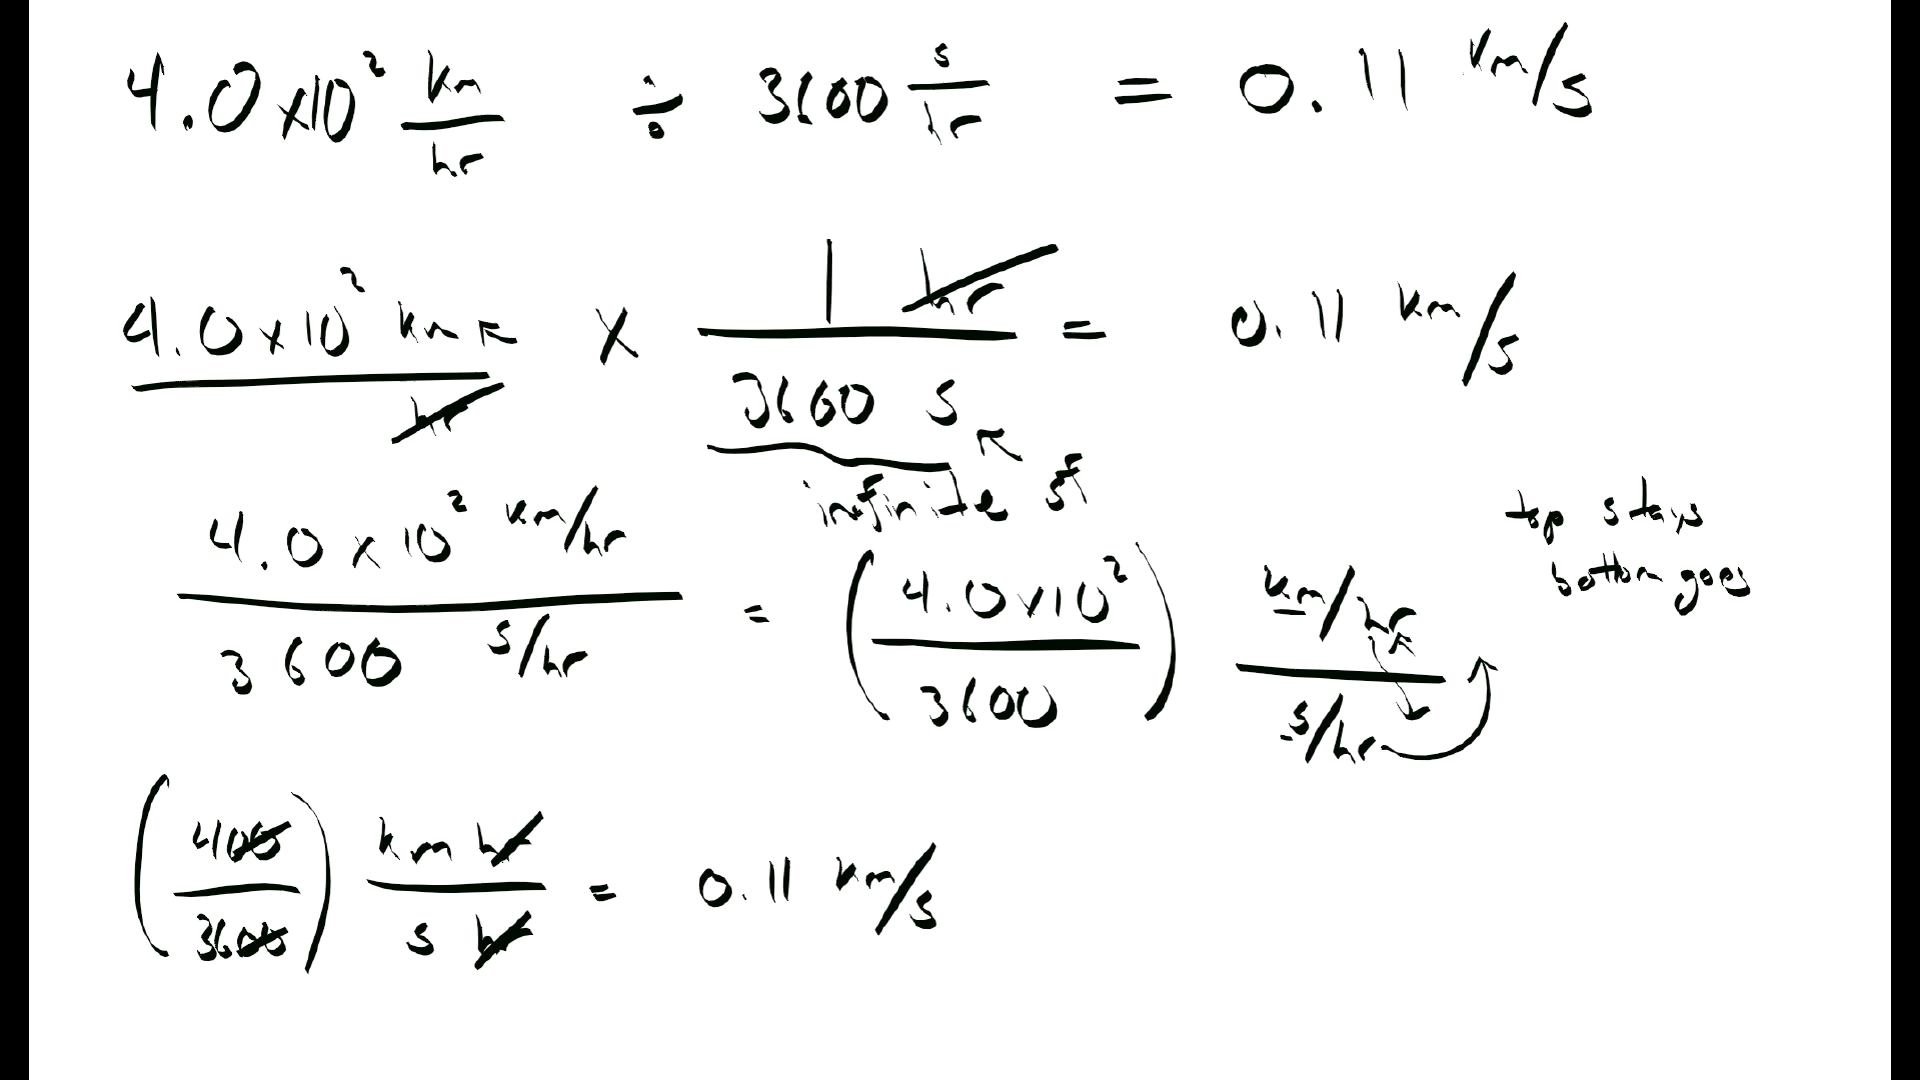 4.0 x 10² km/hr ÷ 3600 s/hr = 0.11 km/s
4.0 x 10² km/hr x 1 hr/3600 s = 0.11 km/s
infinite sf
4.0 x 10² km/hr / 3600 s/hr = (4.0 x 10²/3600) km/hr / s/hr
top stays
bottom goes
(400/3600) km hr/s hr = 0.11 km/s